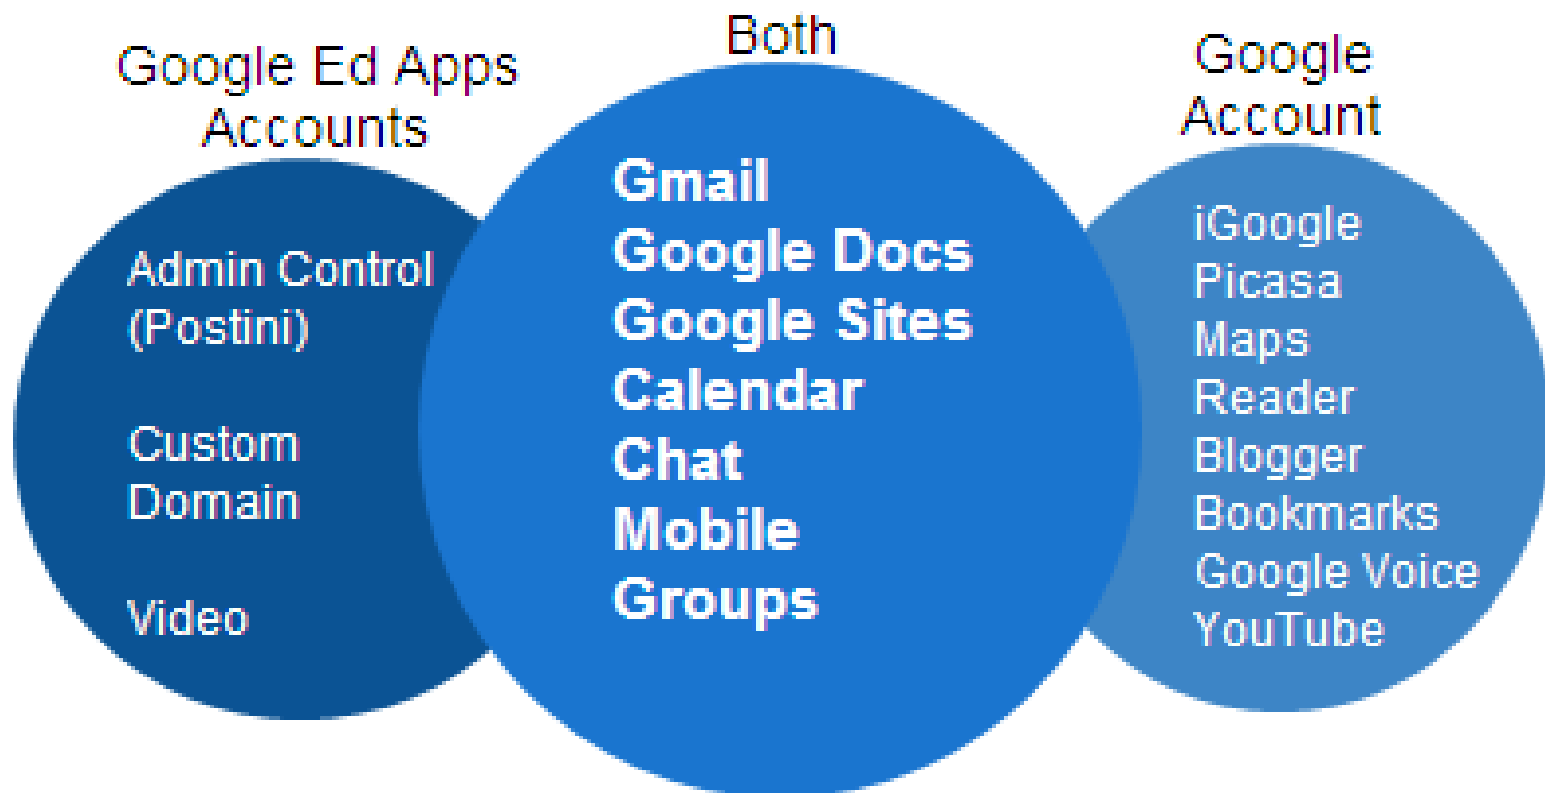 Google Ed Apps
Accounts
Admin Control
(Postini)
Custom
Domain
Video
Both
Gmail
Google Docs
Google Sites
Calendar
Chat
Mobile
Groups
Google
Account
iGoogle
Picasa
Maps
Reader
Blogger
Bookmarks
Google Voice
YouTube